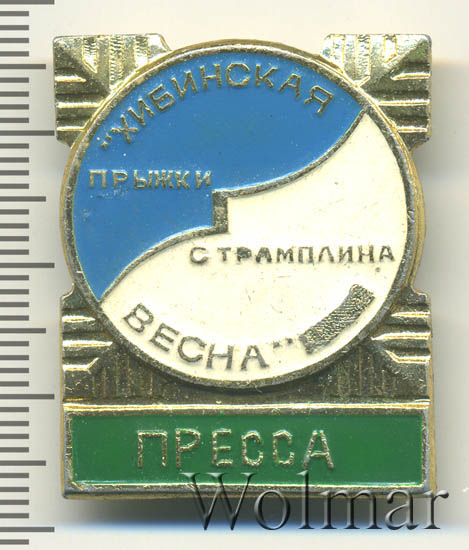 "ХИБИНСКАЯ
ПРЫЖКИ
С ТРАМПЛИНА
ВЕСНА"
ПРЕССА
Wolmar